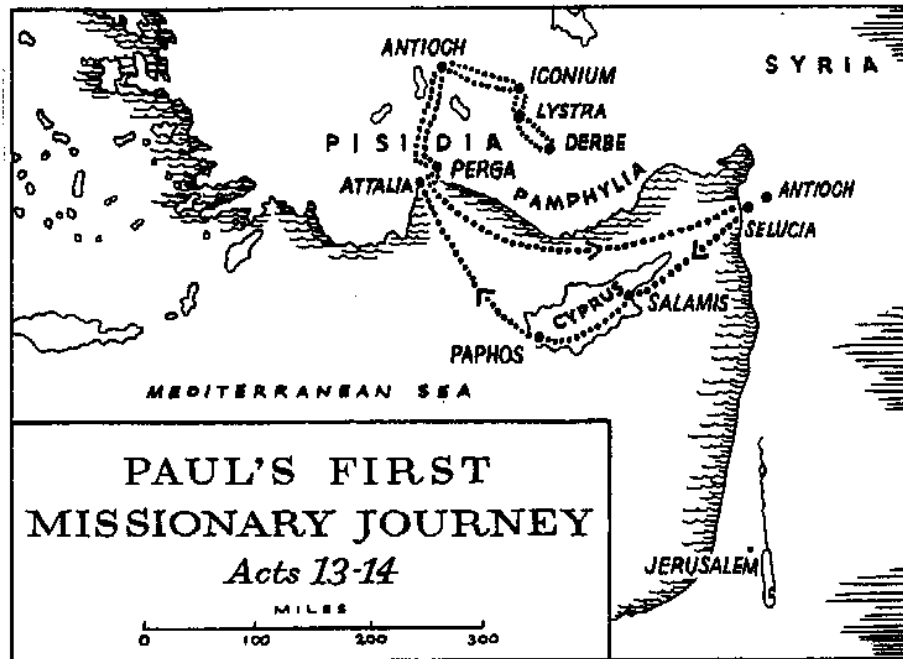 ANTIOCH
SYRIA
ICONIUM
LYSTRA
PISIDIA
DERBE
PERGA
ATTALIA
PAMPHYLIA
ANTIOCH
SELUCIA
CYPRUS
SALAMIS
PAPHOS
MEDITERRANEAN SEA
PAUL'S FIRST
MISSIONARY JOURNEY
Acts 13-14
MILES
0 100 200 300
JERUSALEM